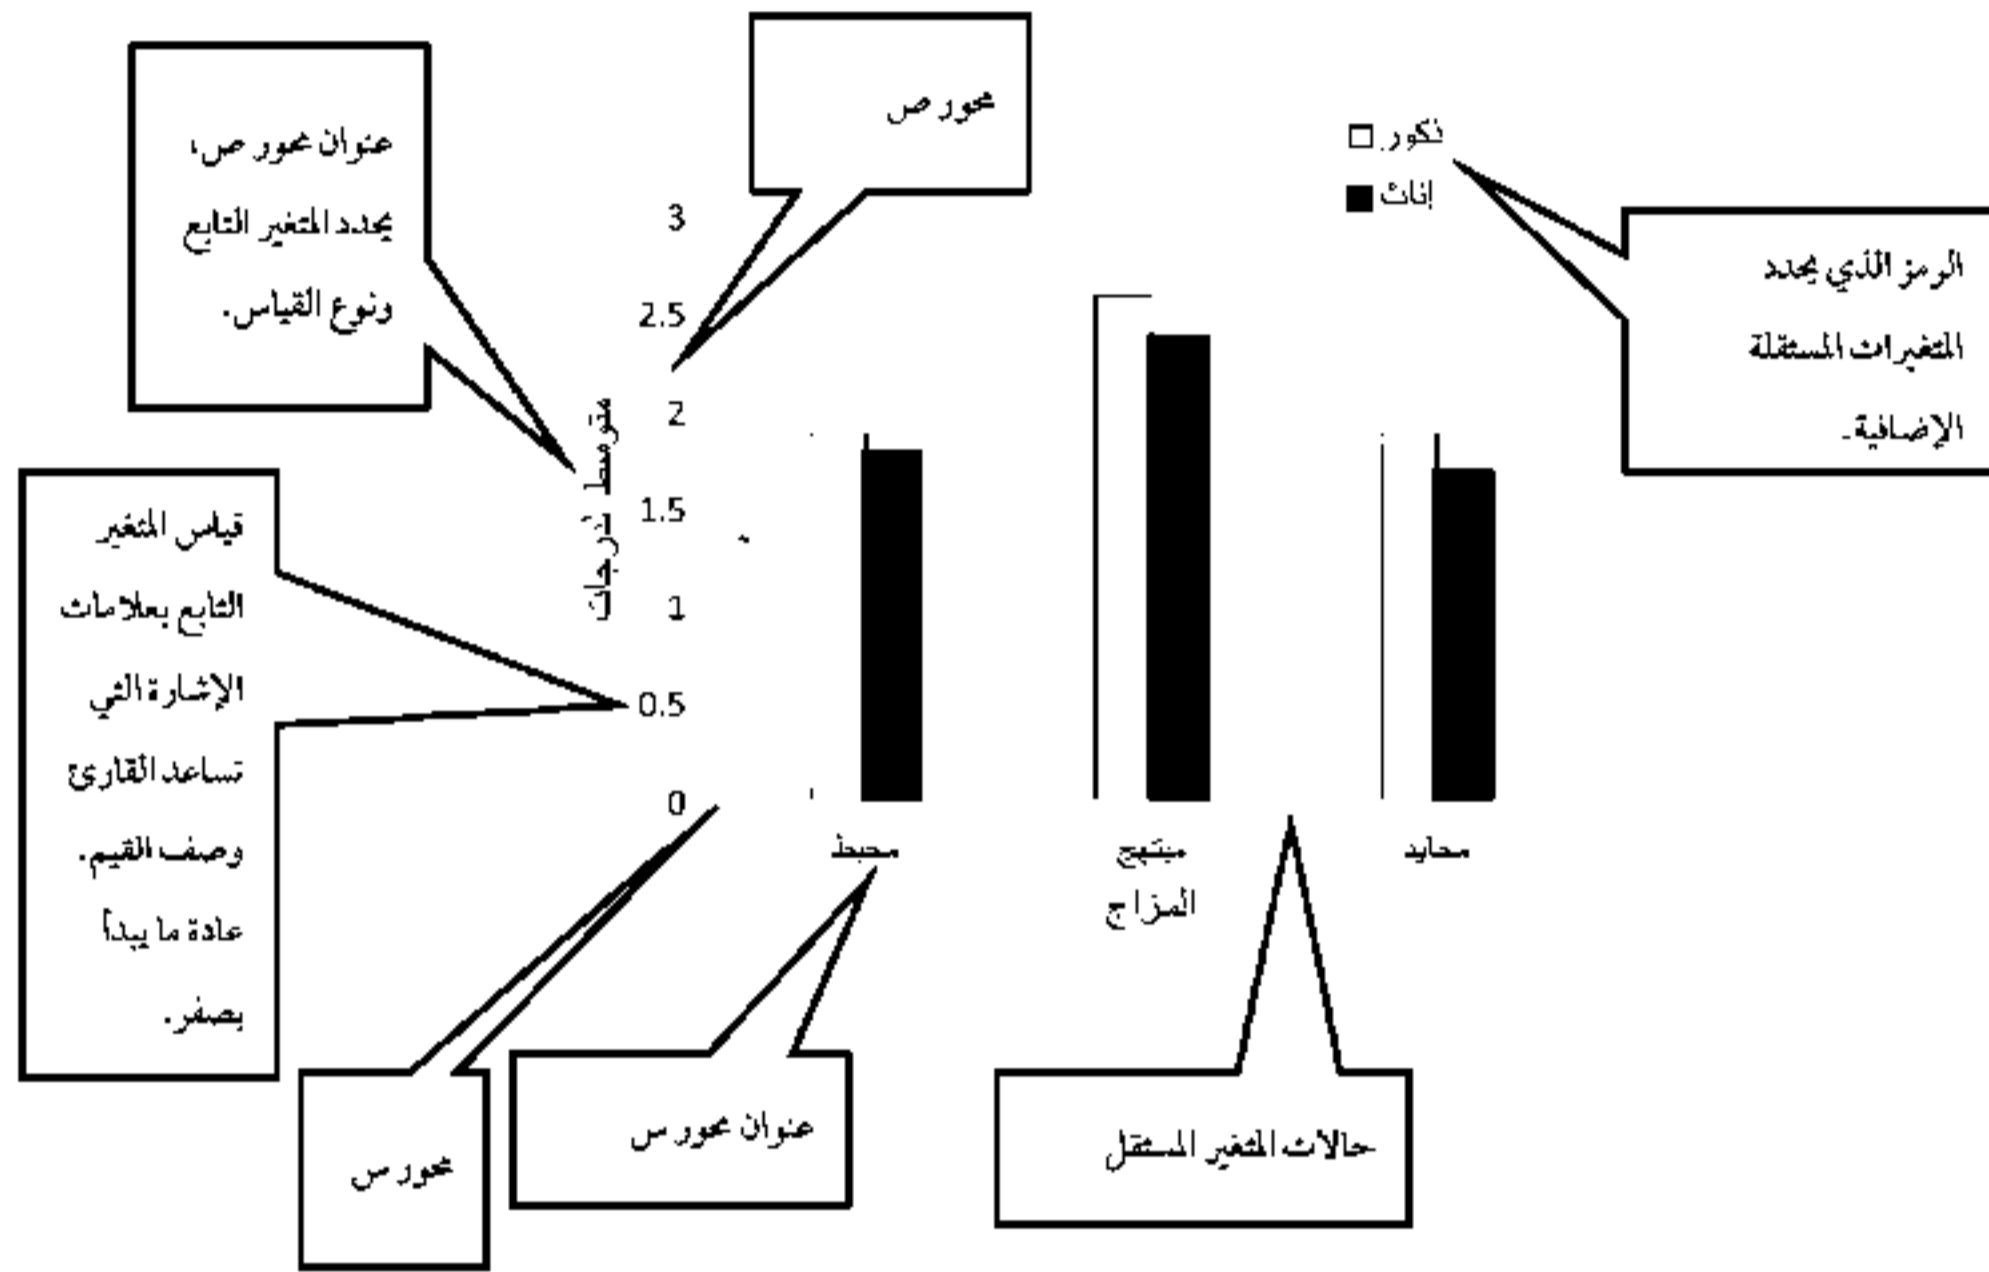 محور ص
عنوان محور ص،
يحدد المتغير التابع
ونوع القياس.
ذكور
إناث
الرمز الذي يحدد
المتغيرات المستقلة
الإضافية.
3
2.5
2
1.5
1
0.5
0
متوسط الدرجات
قياس المتغير
التابع بعلامات
الإشارة التي
تساعد القارئ
وصف القيم.
عادة ما يبدأ
بصفر.
محبط
مبتهج
محايد
المزاج
محور س
عنوان محور س
حالات المتغير المستقل